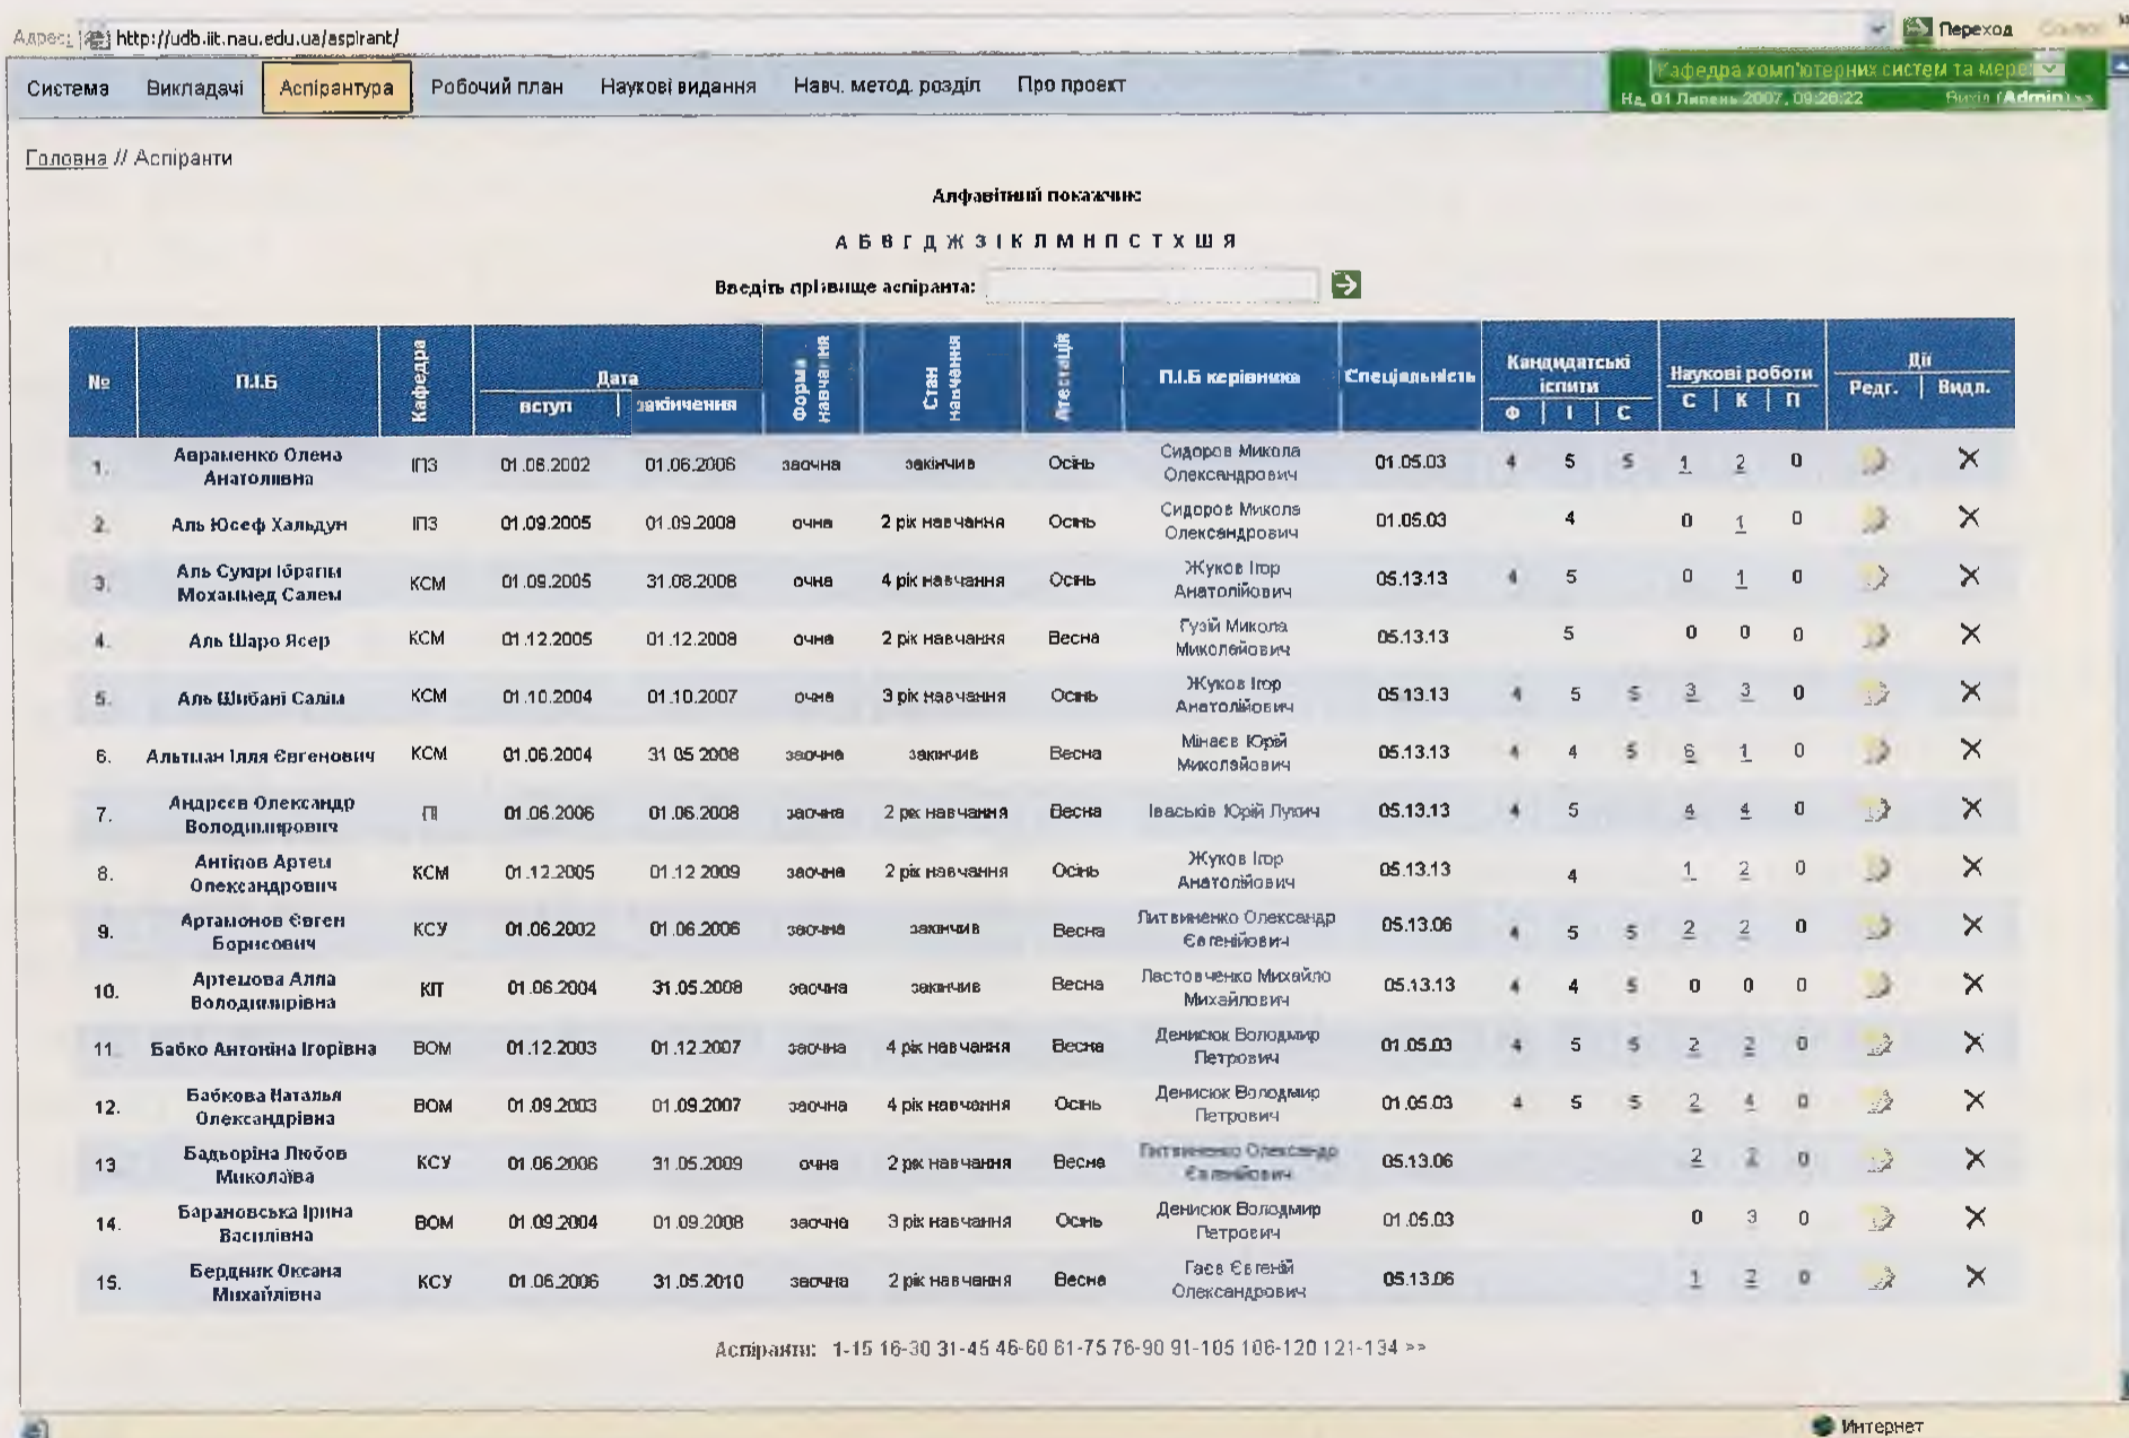 Адрес: http://udb.iit.nau.edu.ua/aspirant/ Переход
Система Викладачі Аспірантура Робочий план Наукові видання Навч. метод. розділ Про проект
Кафедра комп'ютерних систем та мереж
Нд, 01 Липень 2007, 09:26:22 Вихід (Admin) >>
Головна // Аспіранти
Алфавітний покажчик:
А Б В Г Д Ж З І К Л М Н П С Т Х Ш Я
Введіть прізвище аспіранта:
№ П.І.Б Кафедра Дата Форма навчання Стан навчання Атестація П.І.Б керівника Спеціальність Кандидатські іспити Наукові роботи Дії
вступ закінчення Ф І С С К П Редг. Видл.
1. Авраменко Олена Анатоліївна ІПЗ 01.06.2002 01.06.2006 заочна закінчив Осінь Сидоров Микола Олександрович 01.05.03 4 5 5 1 2 0
2. Аль Юсеф Хальдун ІПЗ 01.09.2005 01.09.2008 очна 2 рік навчання Осінь Сидоров Микола Олександрович 01.05.03 4 0 1 0
3. Аль Сукрі Ібрагім Мохаммед Салем КСМ 01.09.2005 31.08.2008 очна 4 рік навчання Осінь Жуков Ігор Анатолійович 05.13.13 4 5 0 1 0
4. Аль Шаро Ясер КСМ 01.12.2005 01.12.2008 очна 2 рік навчання Весна Гузій Микола Миколайович 05.13.13 5 0 0 0
5. Аль Шибані Салім КСМ 01.10.2004 01.10.2007 очна 3 рік навчання Осінь Жуков Ігор Анатолійович 05.13.13 4 5 5 3 3 0
6. Альтман Ілля Євгенович КСМ 01.06.2004 31.05.2008 заочна закінчив Весна Мінаєв Юрій Миколайович 05.13.13 4 4 5 6 1 0
7. Андрєєв Олександр Володимирович ПІ 01.06.2006 01.06.2008 заочна 2 рік навчання Весна Іваськів Юрій Лукич 05.13.13 4 5 4 4 0
8. Антіпов Артем Олександрович КСМ 01.12.2005 01.12.2009 заочна 2 рік навчання Осінь Жуков Ігор Анатолійович 05.13.13 4 1 2 0
9. Артамонов Євген Борисович КСУ 01.06.2002 01.06.2006 заочна закінчив Весна Литвиненко Олександр Євгенійович 05.13.06 4 5 5 2 2 0
10. Артемова Алла Володимирівна КІТ 01.06.2004 31.05.2008 заочна закінчив Весна Ластовченко Михайло Михайлович 05.13.13 4 4 5 0 0 0
11. Бабко Антоніна Ігорівна ВОМ 01.12.2003 01.12.2007 заочна 4 рік навчання Весна Денисюк Володмир Петрович 01.05.03 4 5 5 2 2 0
12. Бабкова Наталья Олександрівна ВОМ 01.09.2003 01.09.2007 заочна 4 рік навчання Осінь Денисюк Володмир Петрович 01.05.03 4 5 5 2 4 0
13 Бадьоріна Любов Миколаїва КСУ 01.06.2006 31.05.2009 очна 2 рік навчання Весна Литвиненко Олександр Євгенійович 05.13.06 2 2 0
14. Барановська Ірина Василівна ВОМ 01.09.2004 01.09.2008 заочна 3 рік навчання Осінь Денисюк Володмир Петрович 01.05.03 0 3 0
15. Бердник Оксана Михайлівна КСУ 01.06.2006 31.05.2010 заочна 2 рік навчання Весна Гаєв Євгеній Олександрович 05.13.06 1 2 0
Аспіранти: 1-15 16-30 31-45 46-60 61-75 76-90 91-105 106-120 121-134 >>
Интернет